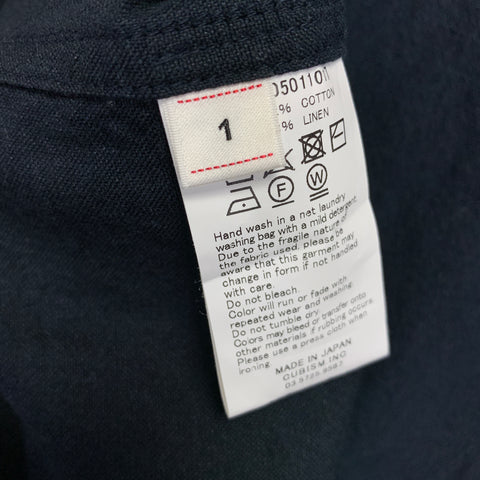 1
05011011
% COTTON
% LINEN
F
W
Hand wash in a net laundry
washing bag with a mild detergent.
Due to the fragile nature of
the fabric used, please be
aware that this garment may
change in form if not handled
with care.
Do not bleach.
Color will run or fade with
repeated wear and washing
Do not tumble dry
Colors may bleed or transfer onto
other materials if rubbing occurs.
Please use a press cloth when
ironing
MADE IN JAPAN
CUBISM INC.